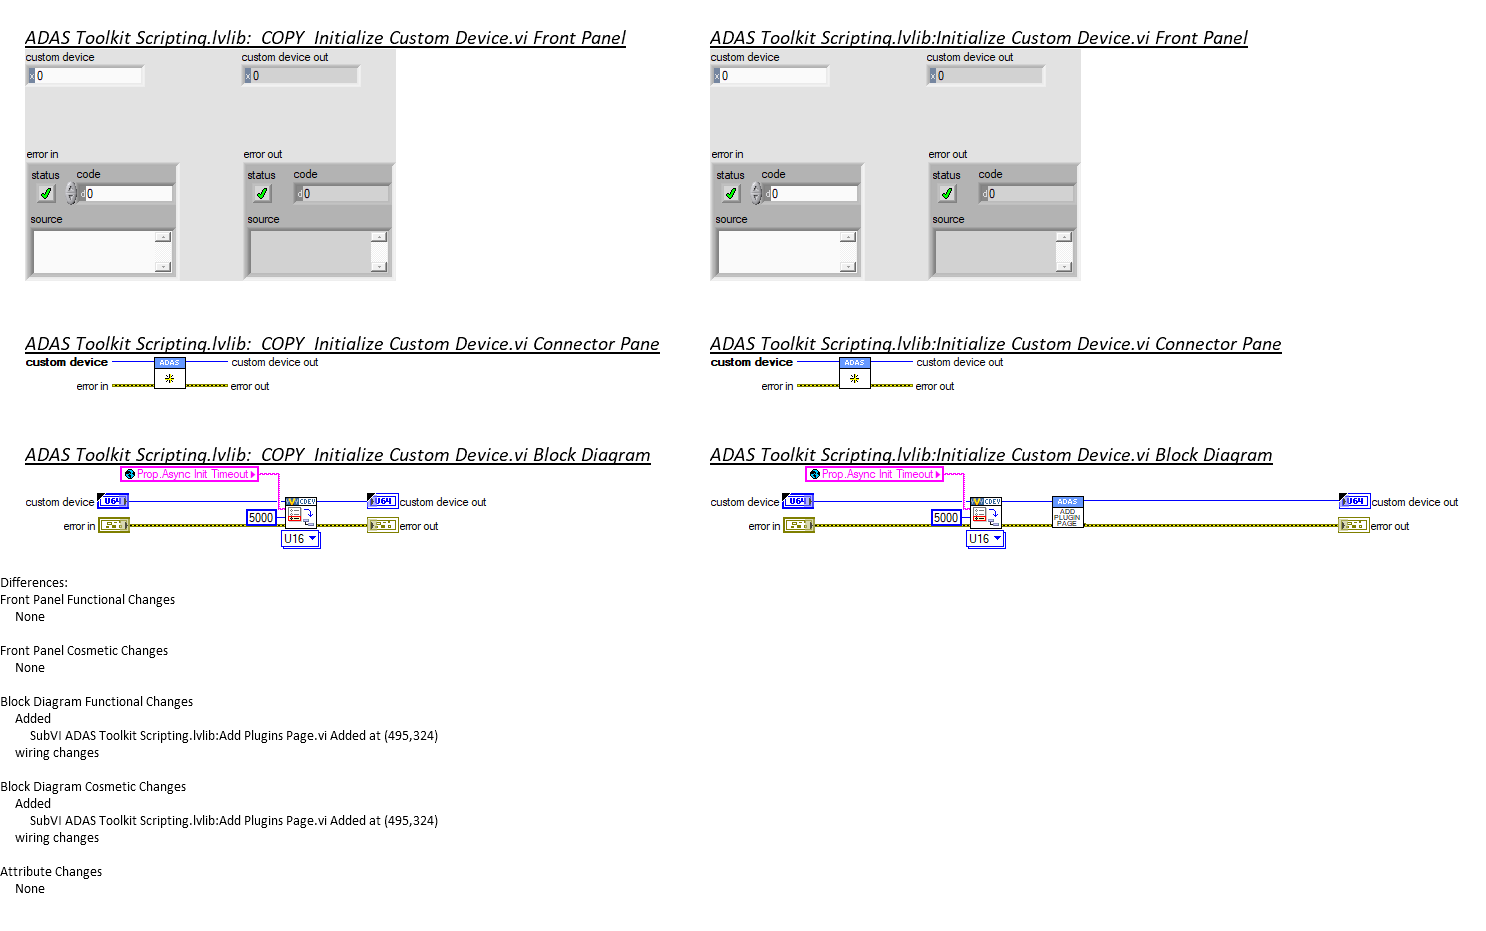 ADAS Toolkit Scripting.lvlib:  COPY  Initialize Custom Device.vi Front Panel
custom device
custom device out
x 0
x 0
error in
error out
status
code
status
code
d 0
d 0
source
source
ADAS Toolkit Scripting.lvlib:Initialize Custom Device.vi Front Panel
custom device
custom device out
x 0
x 0
error in
error out
status
code
status
code
d 0
d 0
source
source
ADAS Toolkit Scripting.lvlib:  COPY  Initialize Custom Device.vi Connector Pane
custom device
ADAS
custom device out
error in
error out
ADAS Toolkit Scripting.lvlib:Initialize Custom Device.vi Connector Pane
custom device
ADAS
custom device out
error in
error out
ADAS Toolkit Scripting.lvlib:  COPY  Initialize Custom Device.vi Block Diagram
Prop.Async Init Timeout
custom device
U64
CDEV
U64
custom device out
error in
5000
error out
U16
ADAS Toolkit Scripting.lvlib:Initialize Custom Device.vi Block Diagram
Prop.Async Init Timeout
custom device
U64
CDEV
ADAS
U64
custom device out
error in
5000
ADD
PLUGIN
PAGE
error out
U16
Differences:
Front Panel Functional Changes
None
Front Panel Cosmetic Changes
None
Block Diagram Functional Changes
Added
SubVI ADAS Toolkit Scripting.lvlib:Add Plugins Page.vi Added at (495,324)
wiring changes
Block Diagram Cosmetic Changes
Added
SubVI ADAS Toolkit Scripting.lvlib:Add Plugins Page.vi Added at (495,324)
wiring changes
Attribute Changes
None